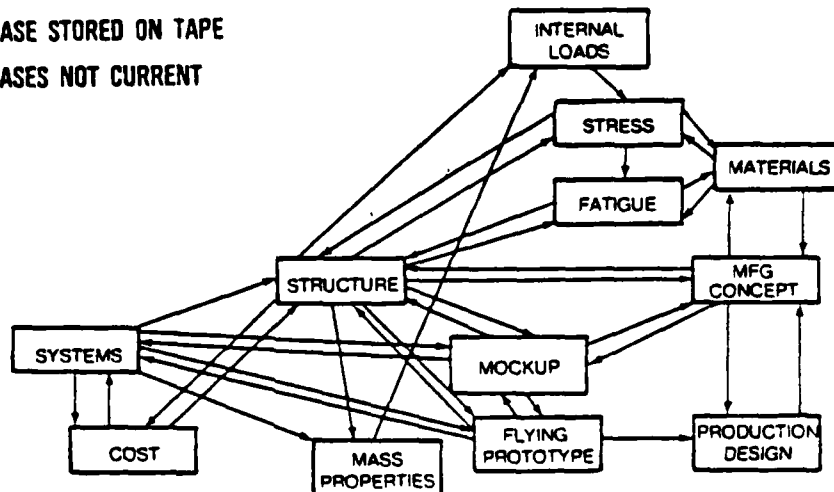 ASE STORED ON TAPE
ASES NOT CURRENT
INTERNAL
LOADS
STRESS
MATERIALS
FATIGUE
STRUCTURE
MFG
CONCEPT
SYSTEMS
MOCKUP
COST
MASS
PROPERTIES
FLYING
PROTOTYPE
PRODUCTION
DESIGN